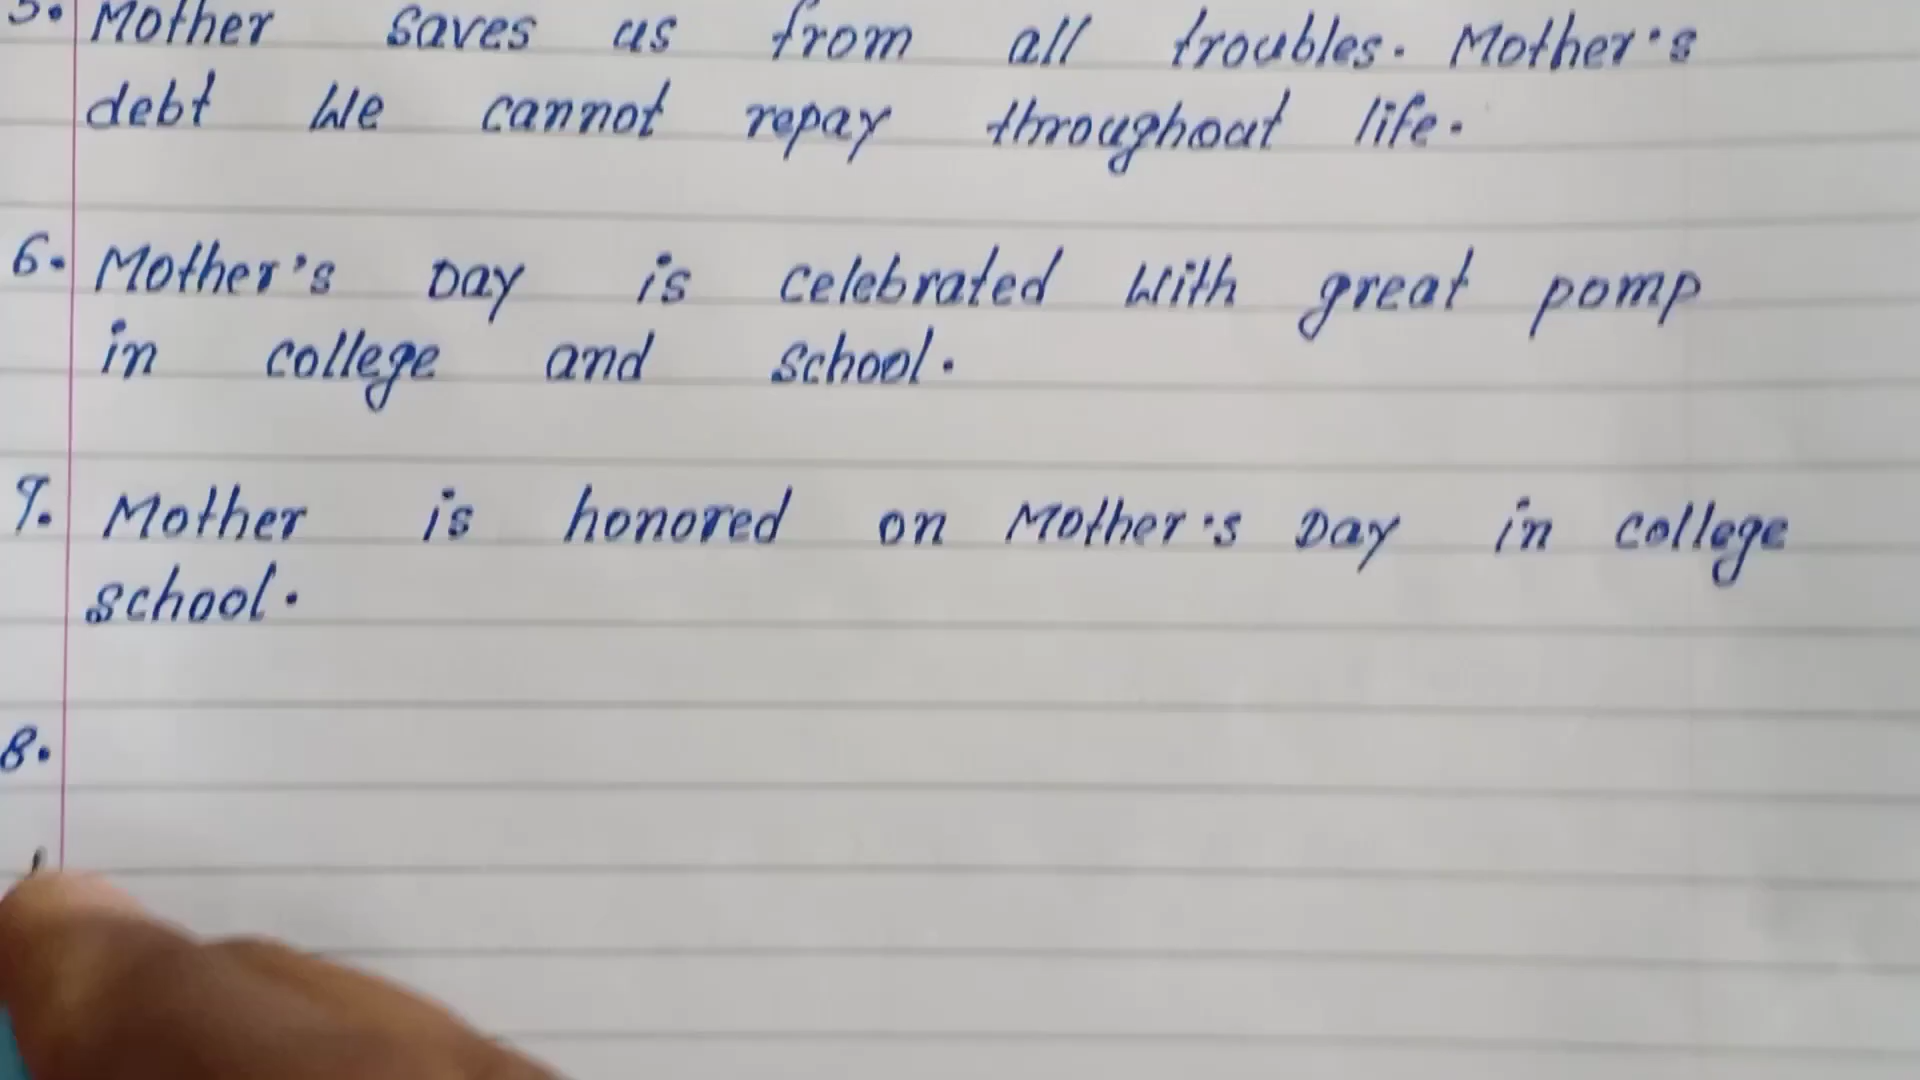 5. Mother saves us from all troubles. Mother's
debt We cannot repay throughout life.
6. Mother's Day is celebrated With great pomp
in college and school.
7. Mother is honored on Mother's Day in college
school.
8.